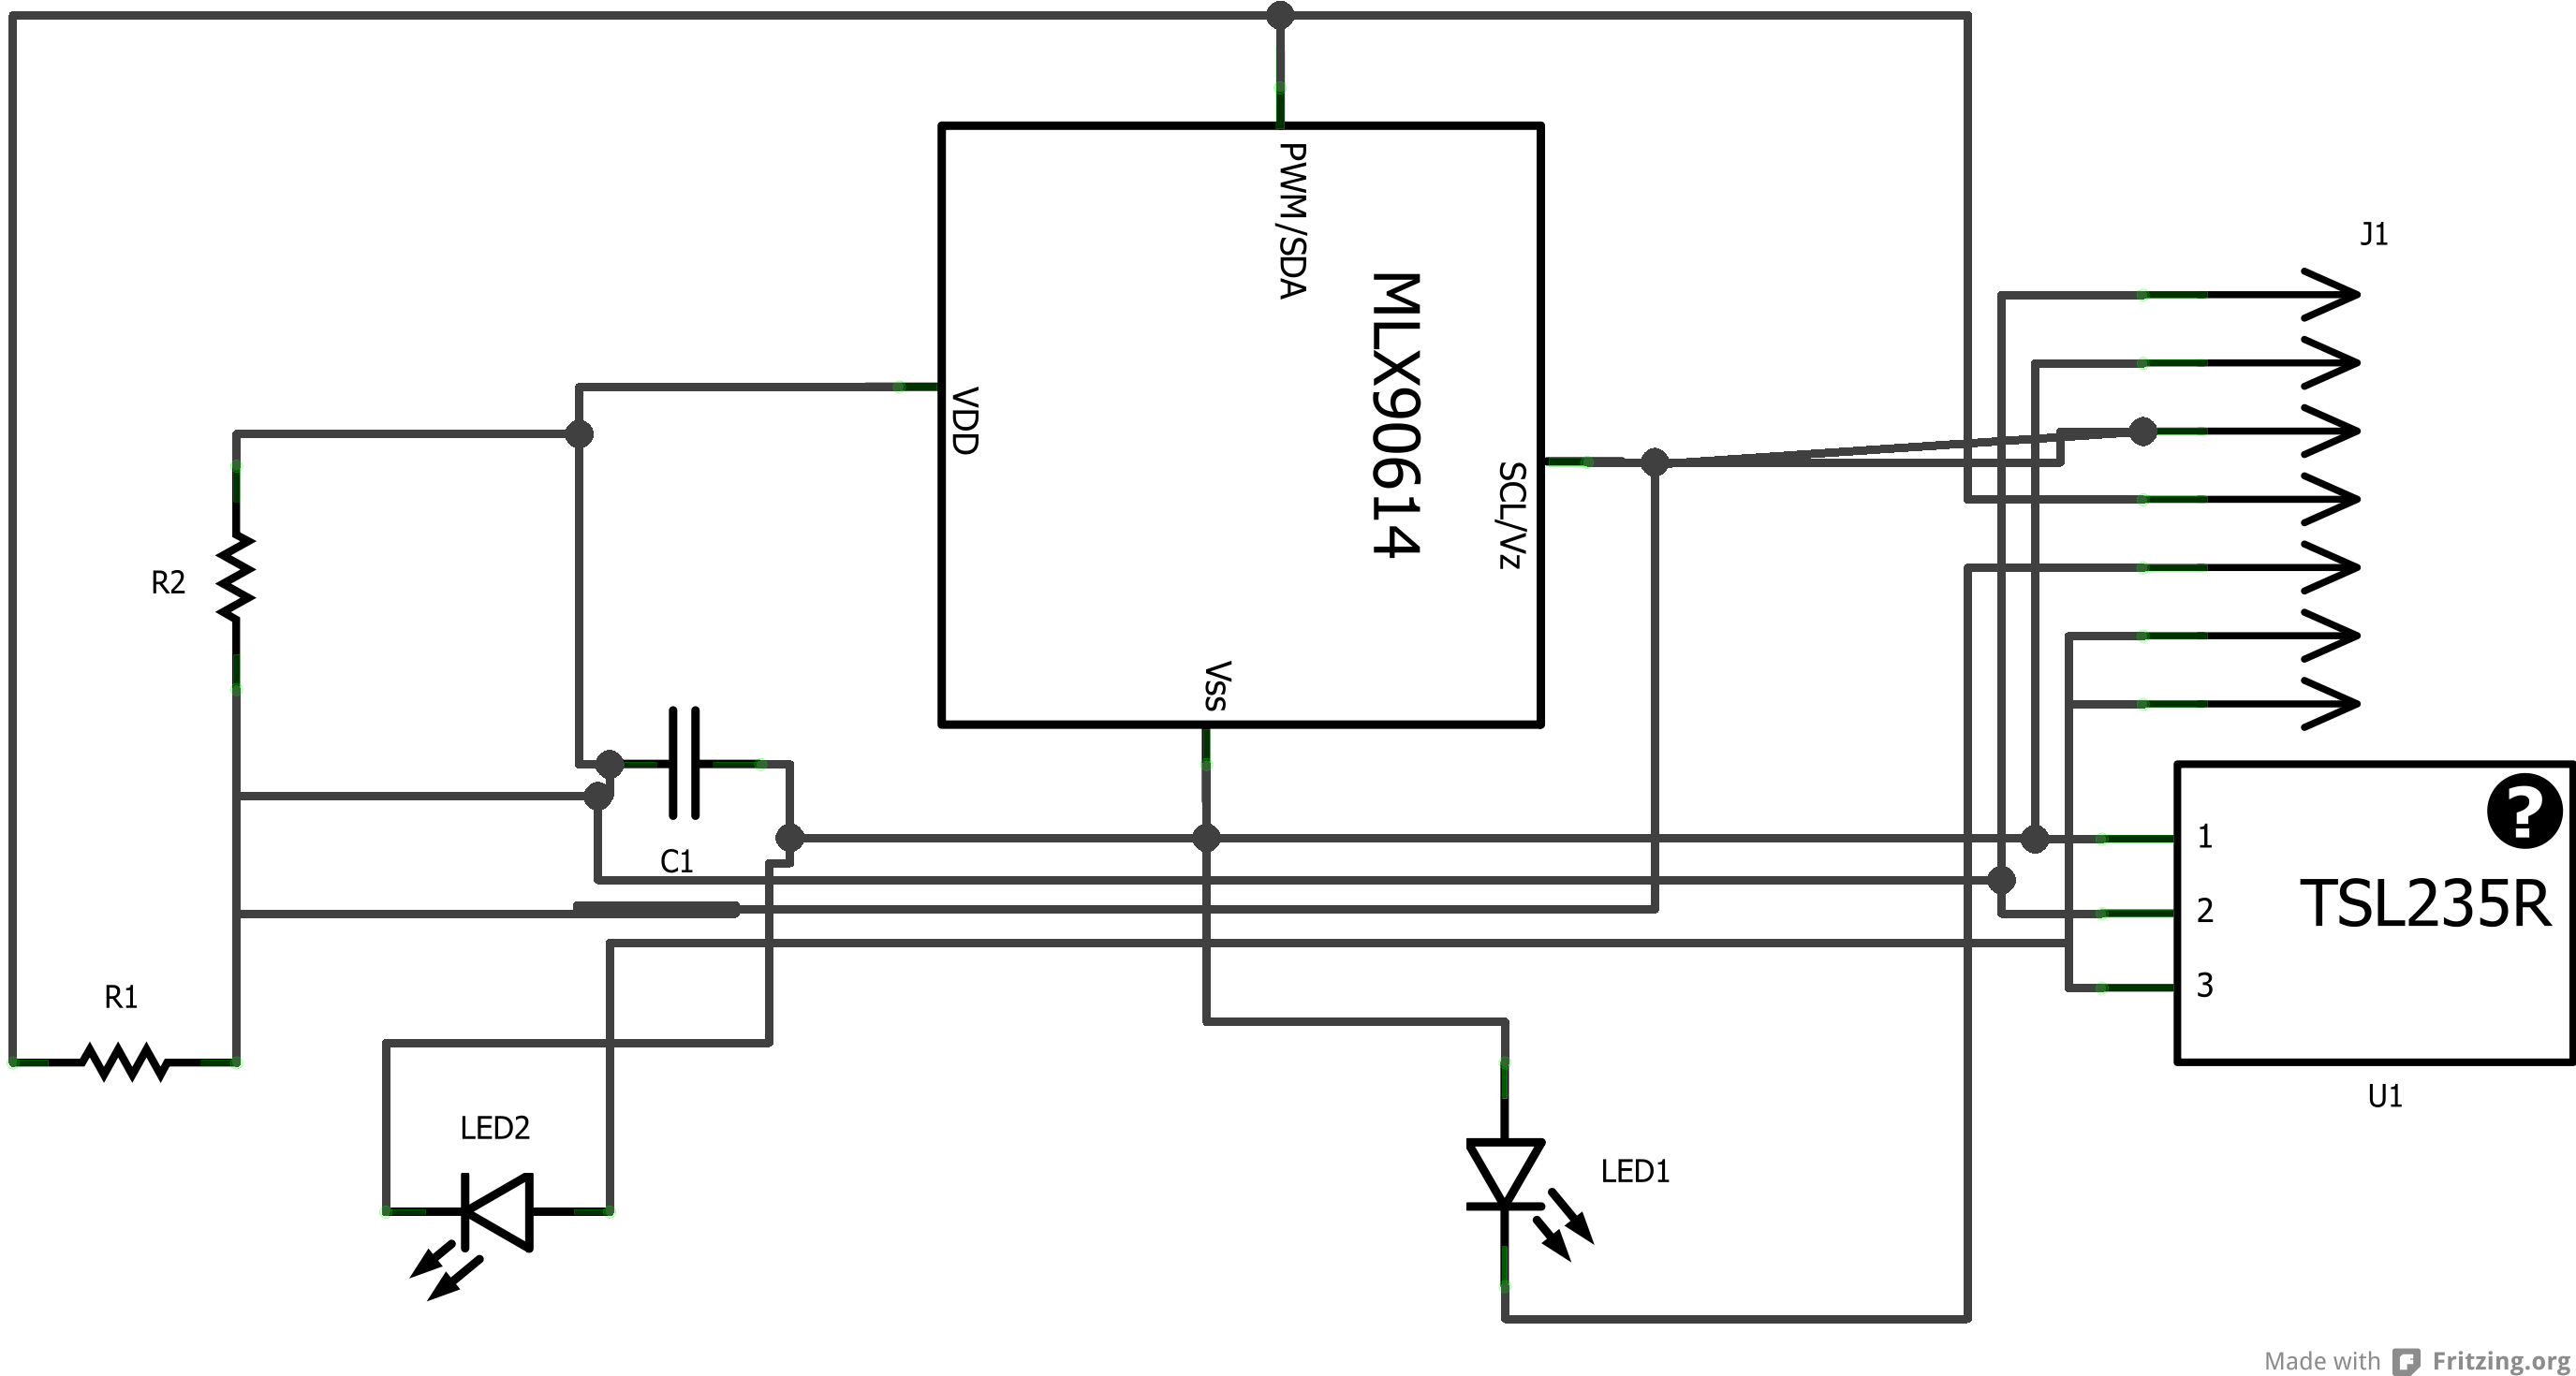 PWM/SDA
MLX90614
VDD
SCL/Vz
Vss
J1
R2
C1
R1
LED2
LED1
?
1
2
3
TSL235R
U1
Made with Fritzing.org